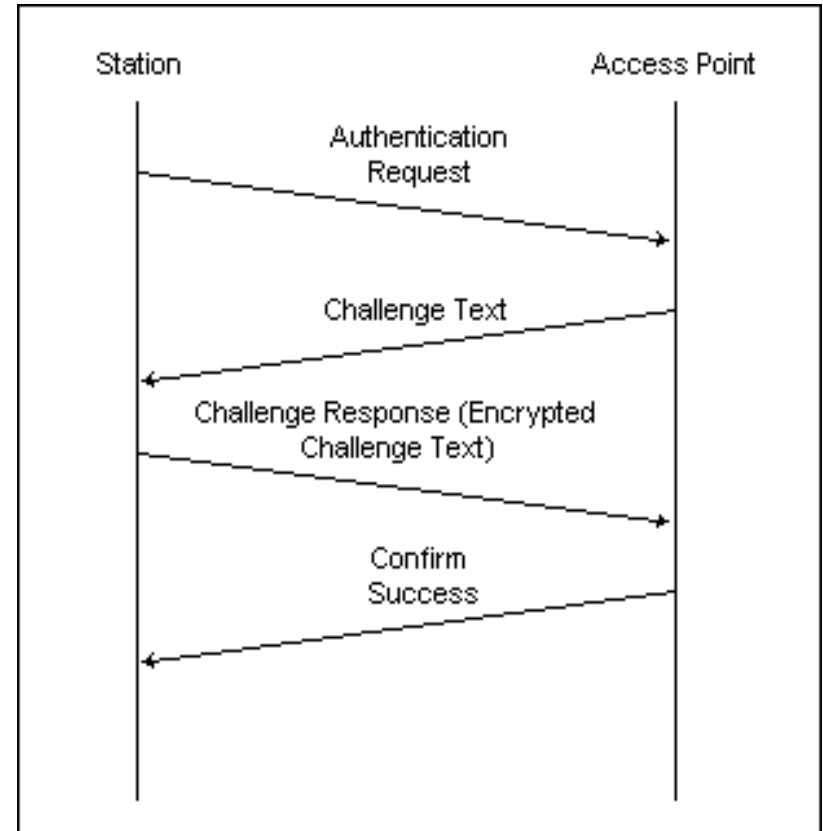 Station
Access Point
Authentication
Request
Challenge Text
Challenge Response (Encrypted
Challenge Text)
Confirm
Success